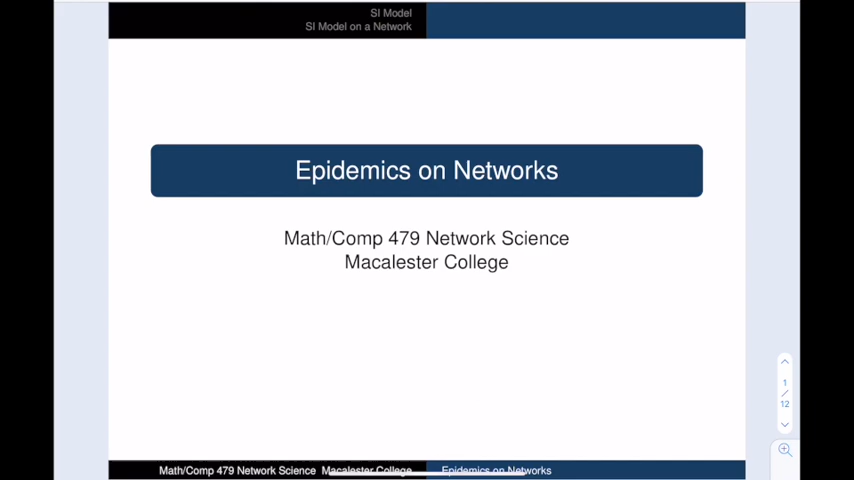 SI Model
SI Model on a Network
Epidemics on Networks
Math/Comp 479 Network Science
Macalester College
1
/
12
Math/Comp 479 Network Science Macalester College Epidemics on Networks